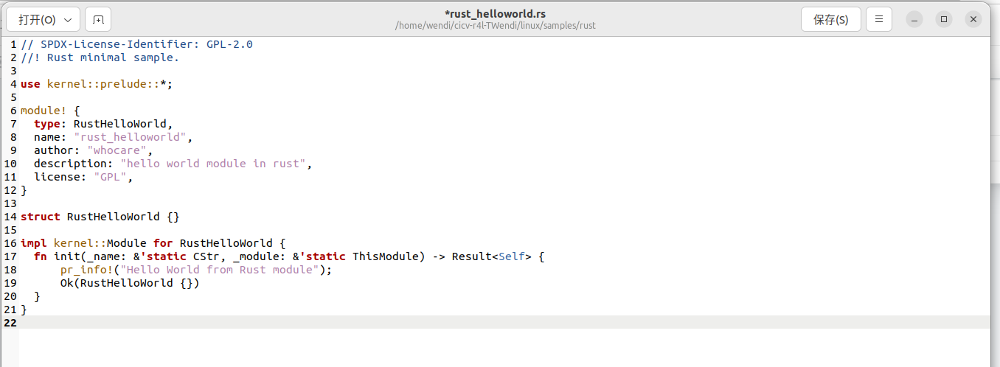 打开(O)
*rust_helloworld.rs
/home/wendi/cicv-r4l-TWendi/linux/samples/rust
保存(S)
1 // SPDX-License-Identifier: GPL-2.0
2 //! Rust minimal sample.
3
4 use kernel::prelude::*;
5
6 module! {
7   type: RustHelloWorld,
8   name: "rust_helloworld",
9   author: "whocare",
10   description: "hello world module in rust",
11   license: "GPL",
12 }
13
14 struct RustHelloWorld {}
15
16 impl kernel::Module for RustHelloWorld {
17   fn init(_name: &'static CStr, _module: &'static ThisModule) -> Result<Self> {
18       pr_info!("Hello World from Rust module");
19       Ok(RustHelloWorld {})
20   }
21 }
22